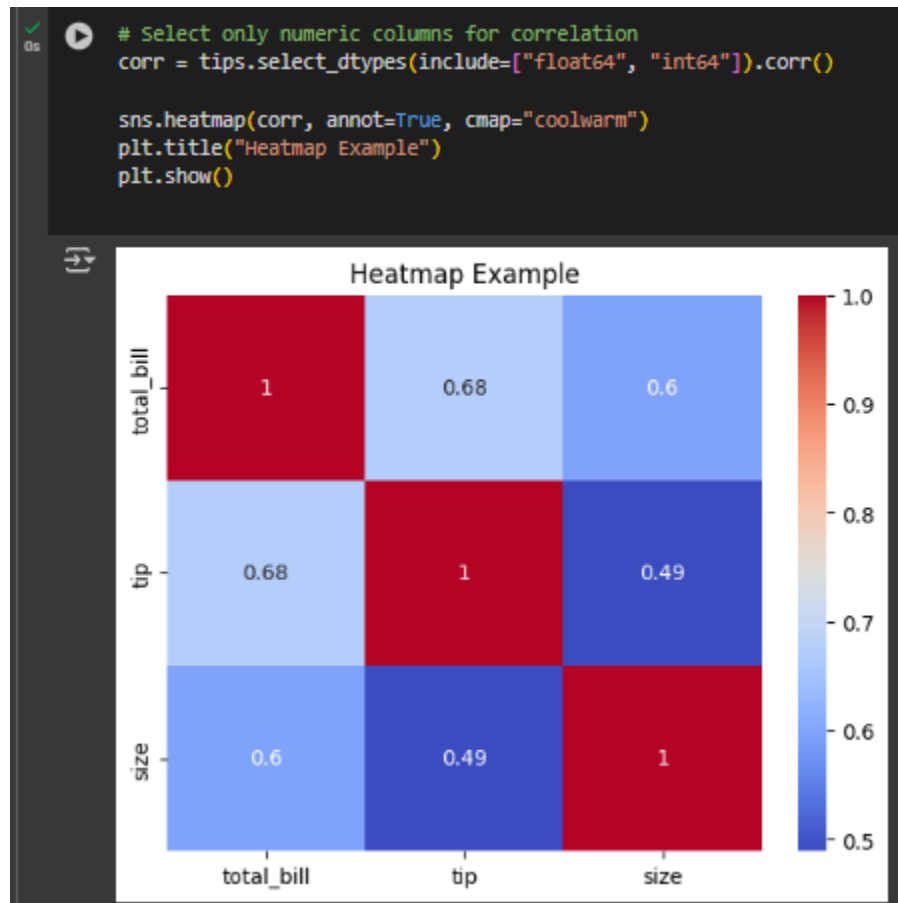 0s
# Select only numeric columns for correlation
corr = tips.select_dtypes(include=["float64", "int64"]).corr()
sns.heatmap(corr, annot=True, cmap="coolwarm")
plt.title("Heatmap Example")
plt.show()
Heatmap Example
total_bill
1
0.68
0.6
tip
0.68
1
0.49
size
0.6
0.49
1
total_bill
tip
size
1.0
0.9
0.8
0.7
0.6
0.5